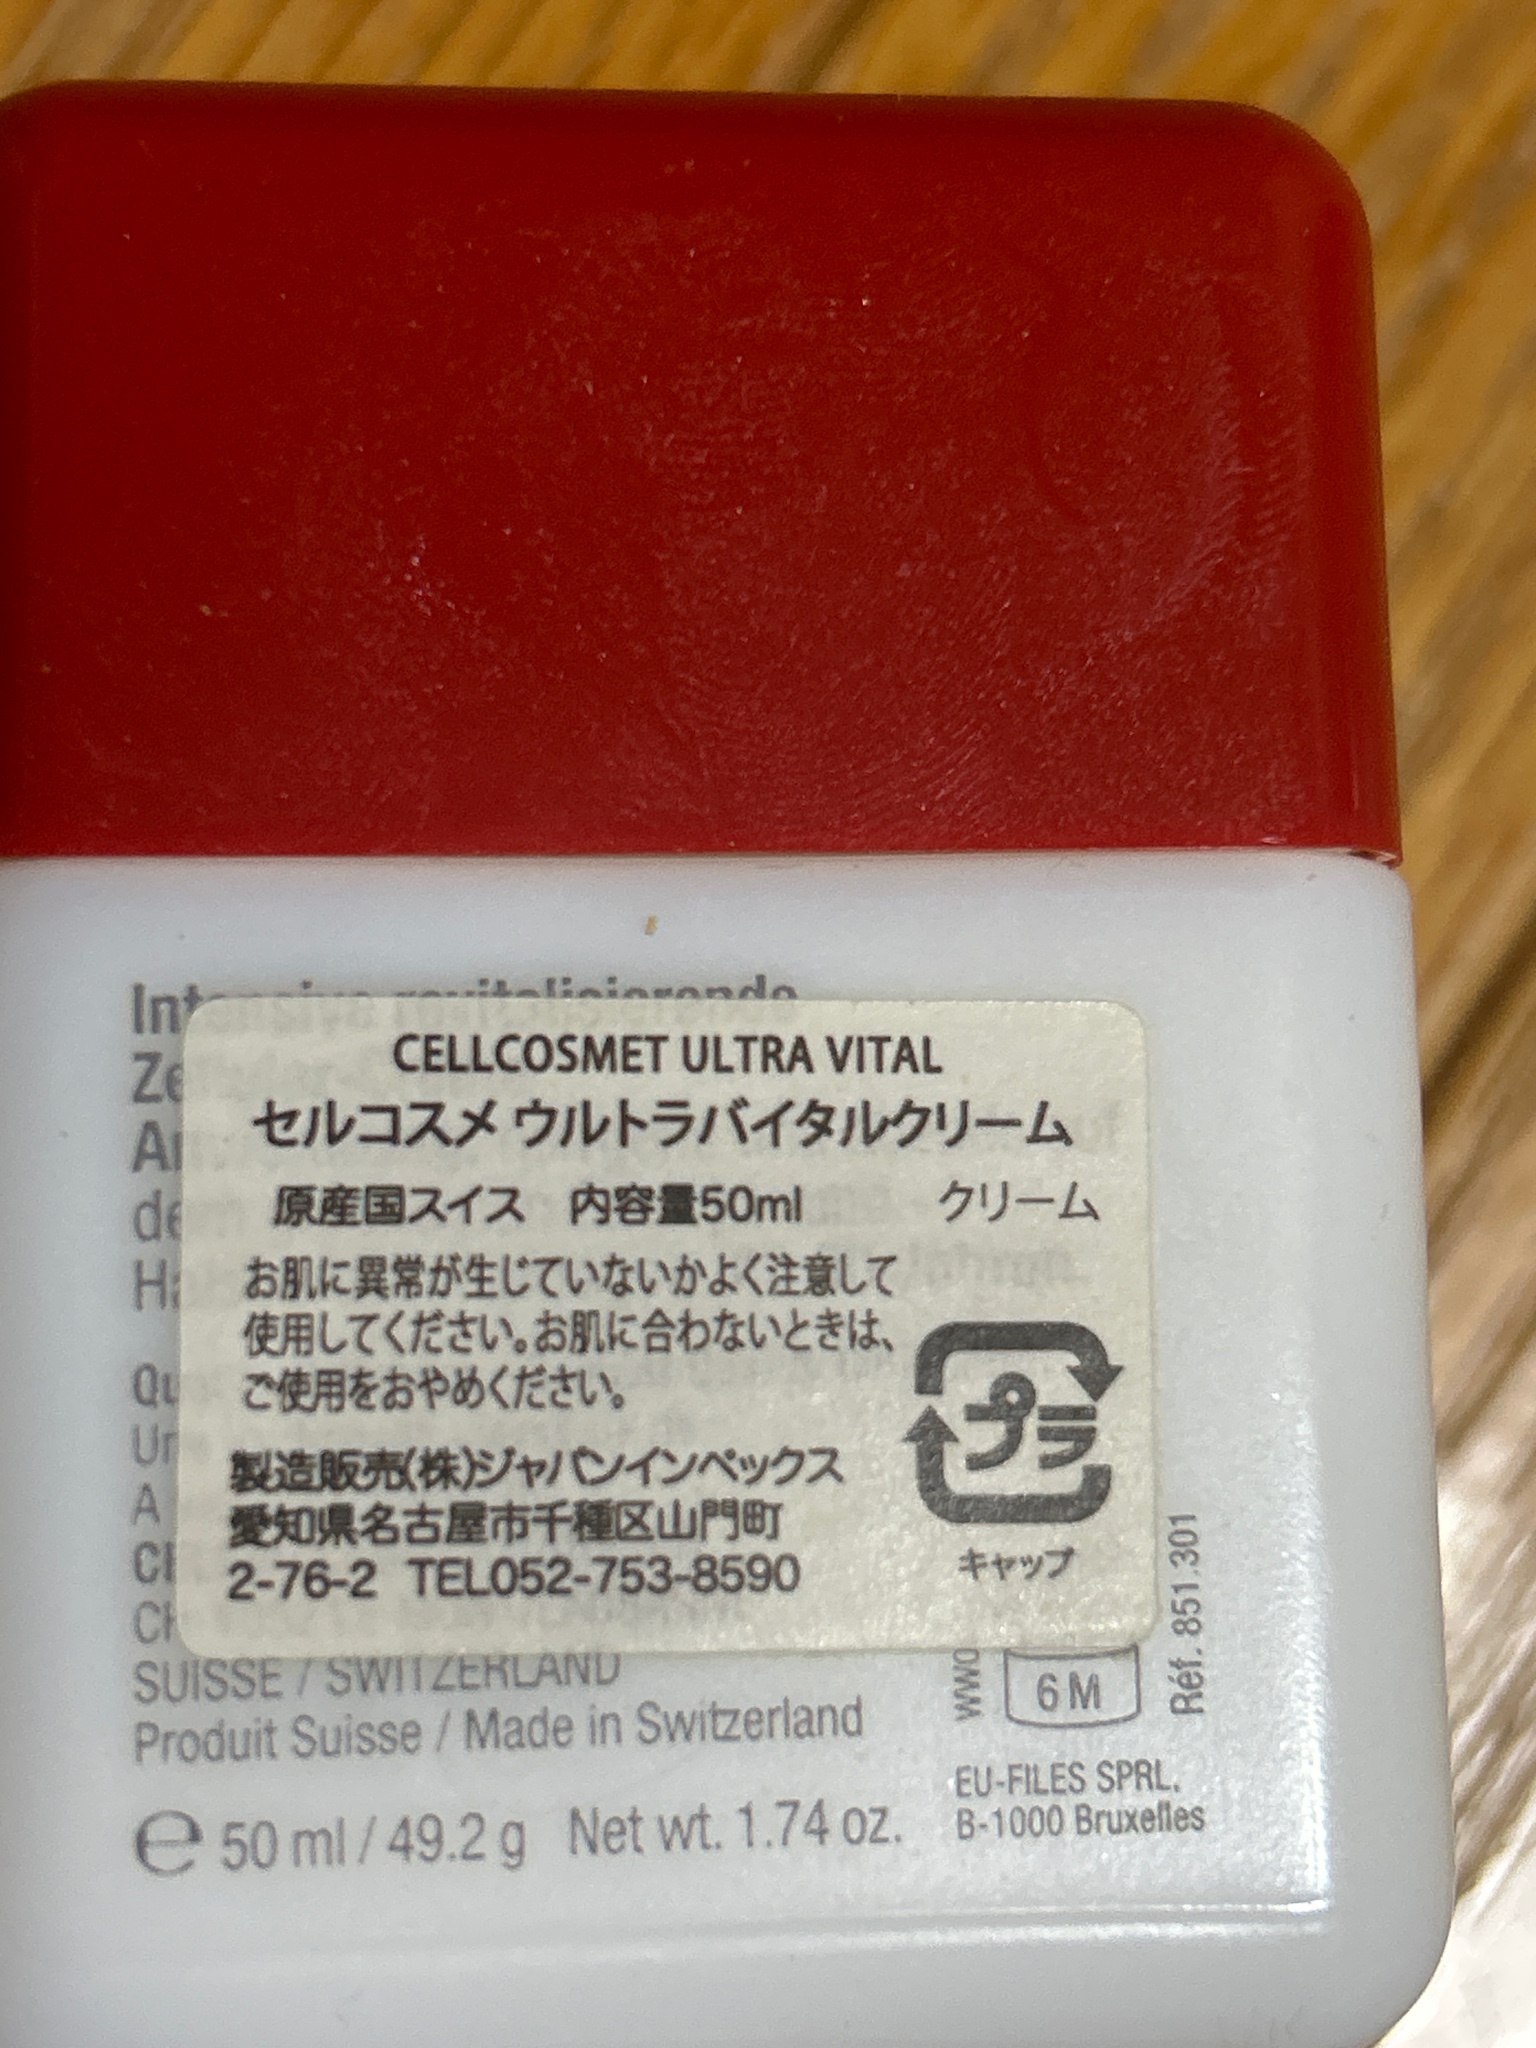 CELLCOSMET ULTRA VITAL
セルコスメ ウルトラバイタルクリーム
原産国スイス 内容量50ml クリーム
お肌に異常が生じていないかよく注意して
使用してください。お肌に合わないときは、
ご使用をおやめください。
製造販売(株)ジャパンインペックス
愛知県名古屋市千種区山門町
2-76-2 TEL052-753-8590
プラ
キャップ
SUISSE / SWITZERLAND
Produit Suisse / Made in Switzerland
e 50 ml / 49.2 g Net wt. 1.74 oz.
6 M
Réf. 851.301
EU-FILES SPRL.
B-1000 Bruxelles